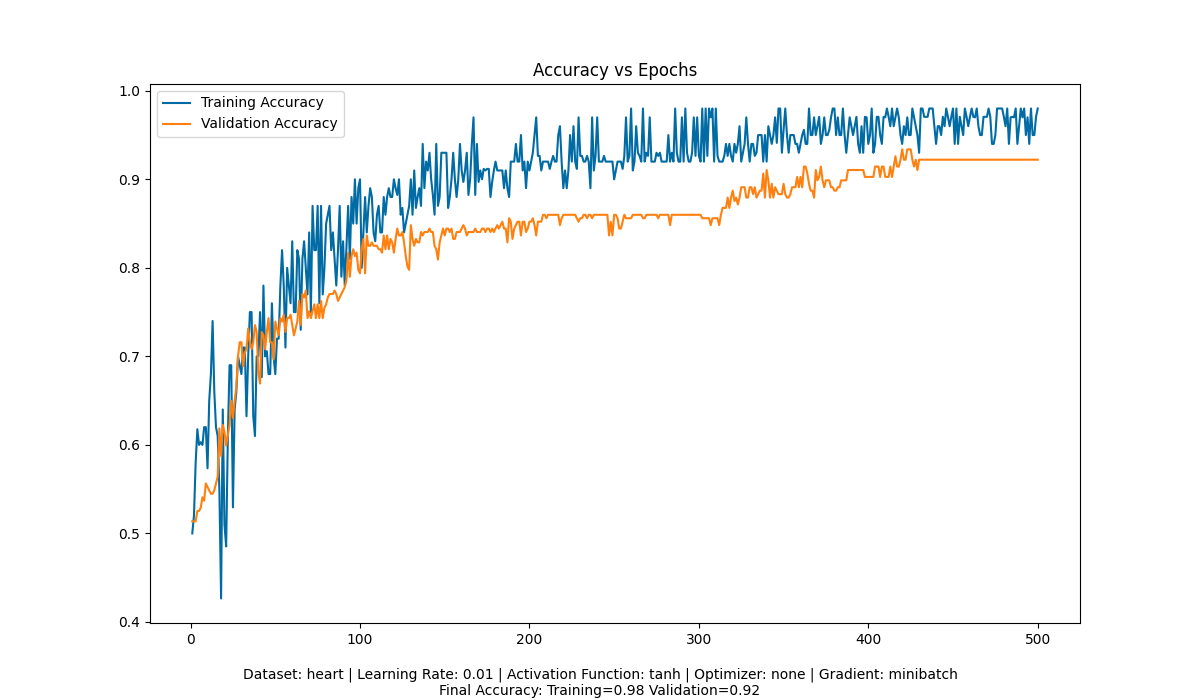 Accuracy vs Epochs
Training Accuracy
Validation Accuracy
1.0
0.9
0.8
0.7
0.6
0.5
0.4
0 100 200 300 400 500
Dataset: heart | Learning Rate: 0.01 | Activation Function: tanh | Optimizer: none | Gradient: minibatch
Final Accuracy: Training=0.98 Validation=0.92